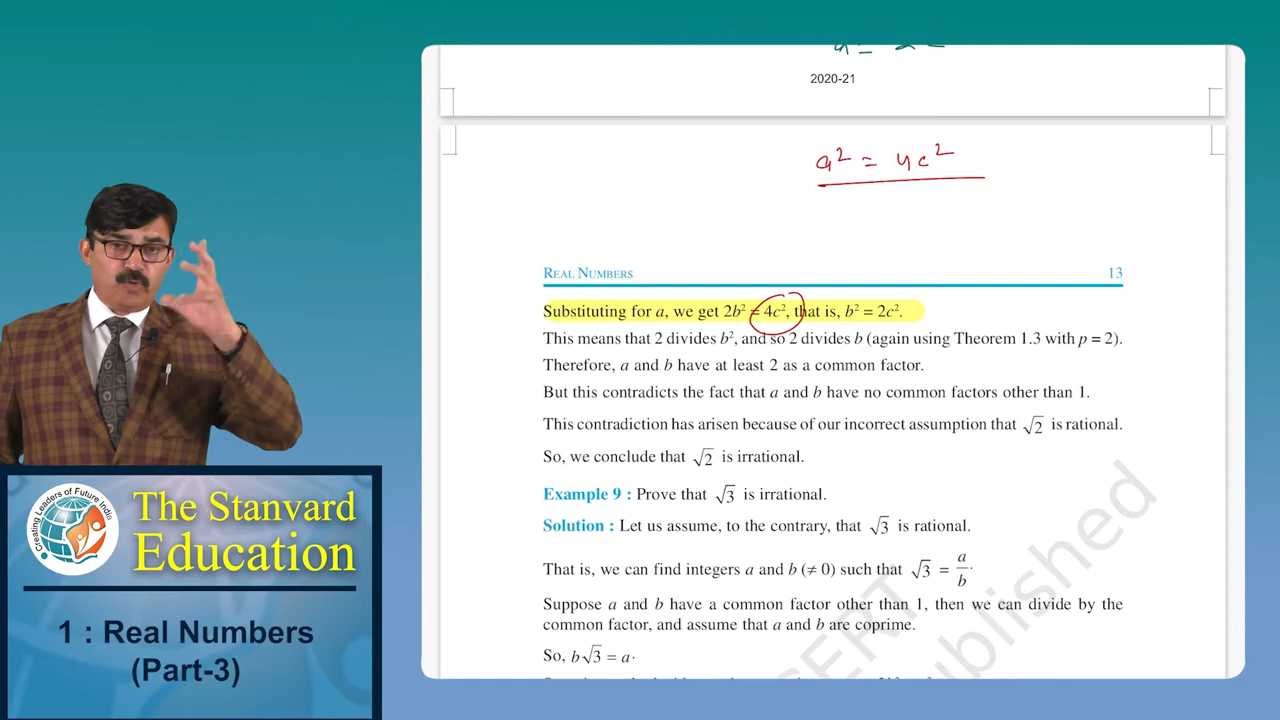 2020-21
a² = 4c²
REAL NUMBERS 13
Substituting for a, we get 2b² = 4c², that is, b² = 2c².
This means that 2 divides b², and so 2 divides b (again using Theorem 1.3 with p = 2).
Therefore, a and b have at least 2 as a common factor.
But this contradicts the fact that a and b have no common factors other than 1.
This contradiction has arisen because of our incorrect assumption that √2 is rational.
So, we conclude that √2 is irrational.
Example 9 : Prove that √3 is irrational.
Solution : Let us assume, to the contrary, that √3 is rational.
That is, we can find integers a and b (≠ 0) such that √3 = a/b.
Suppose a and b have a common factor other than 1, then we can divide by the
common factor, and assume that a and b are coprime.
So, b√3 = a.
Creating Leaders of Future India
The Stanvard
Education
1 : Real Numbers
(Part-3)